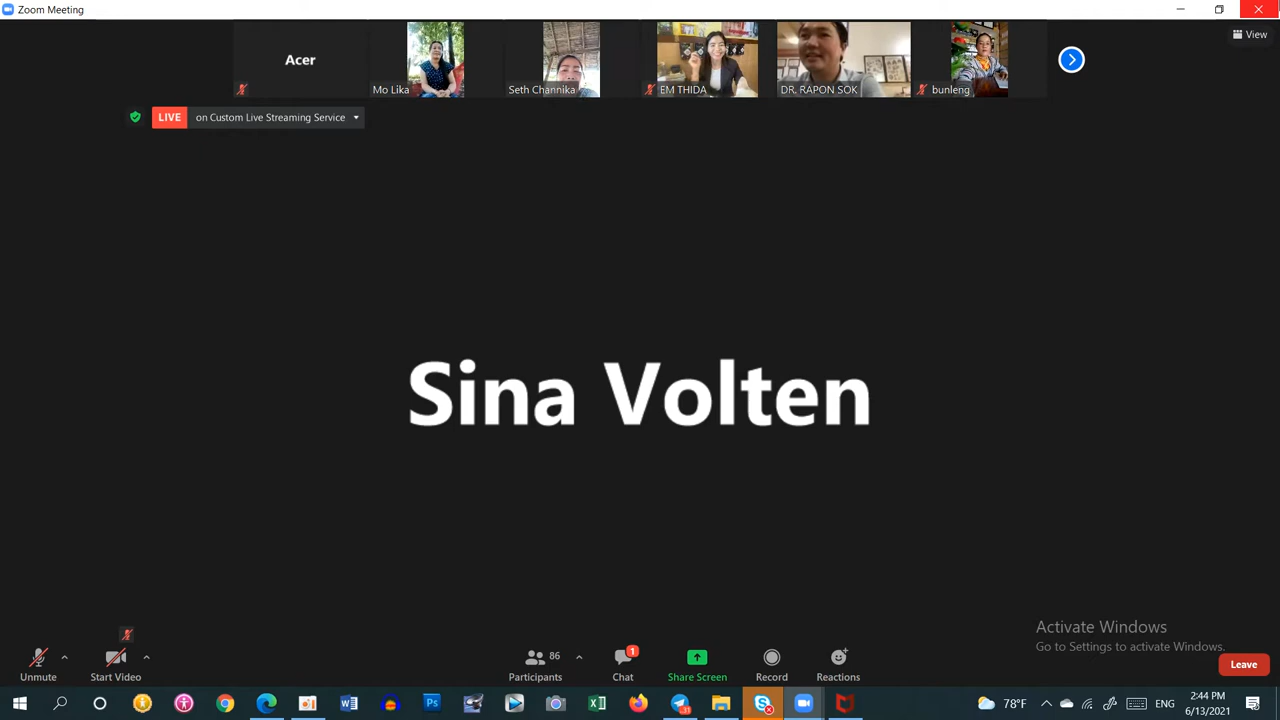 Zoom Meeting
View
Acer
Mo Lika
Seth Channika
EM THIDA
DR. RAPON SOK
bunleng
LIVE on Custom Live Streaming Service
Sina Volten
Activate Windows
Go to Settings to activate Windows.
Unmute
Start Video
86
Participants
1
Chat
Share Screen
Record
Reactions
Leave
78°F
ENG
2:44 PM
6/13/2021